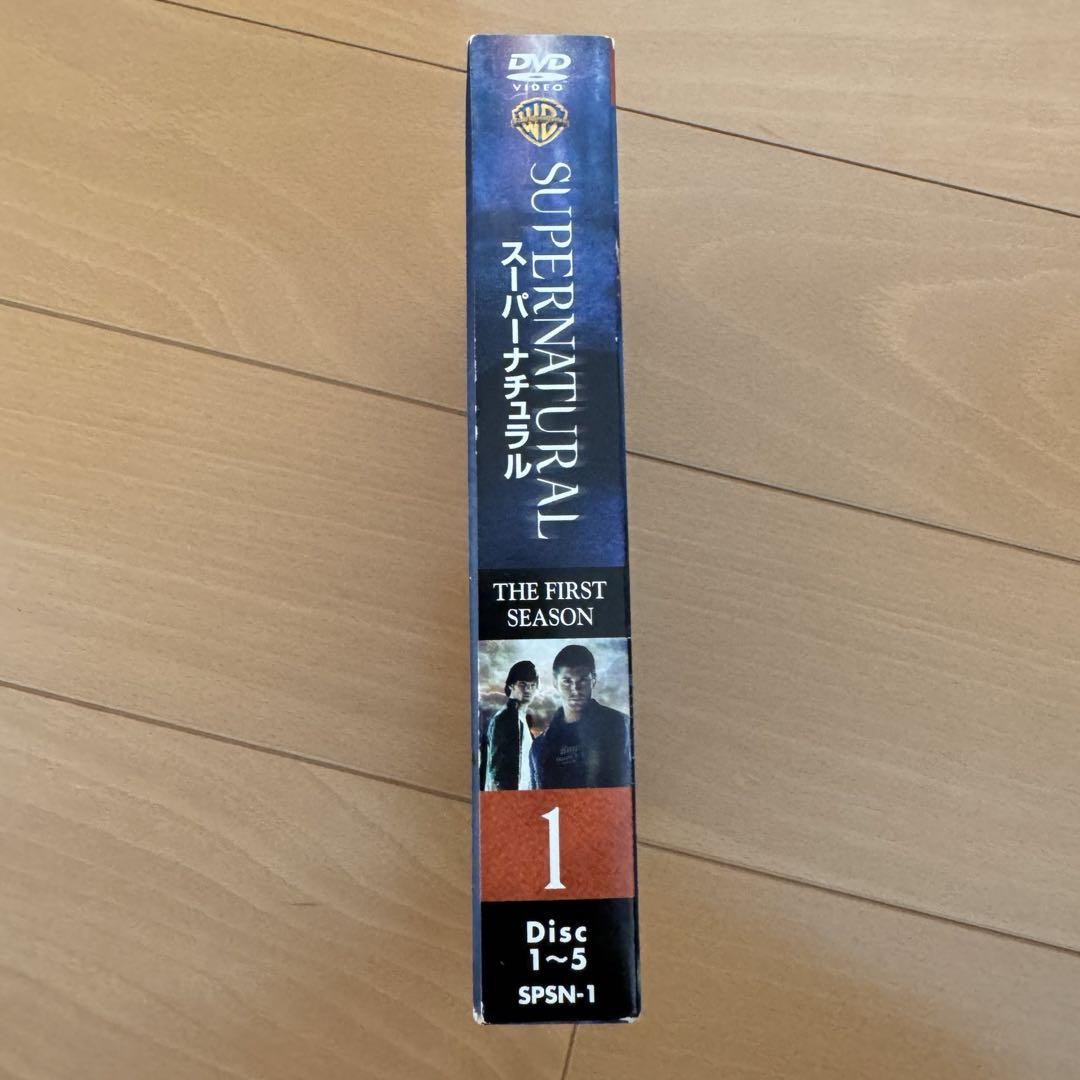 DVD
VIDEO
WB
SUPERNATURAL
スーパーナチュラル
THE FIRST
SEASON
1
Disc
1～5
SPSN-1